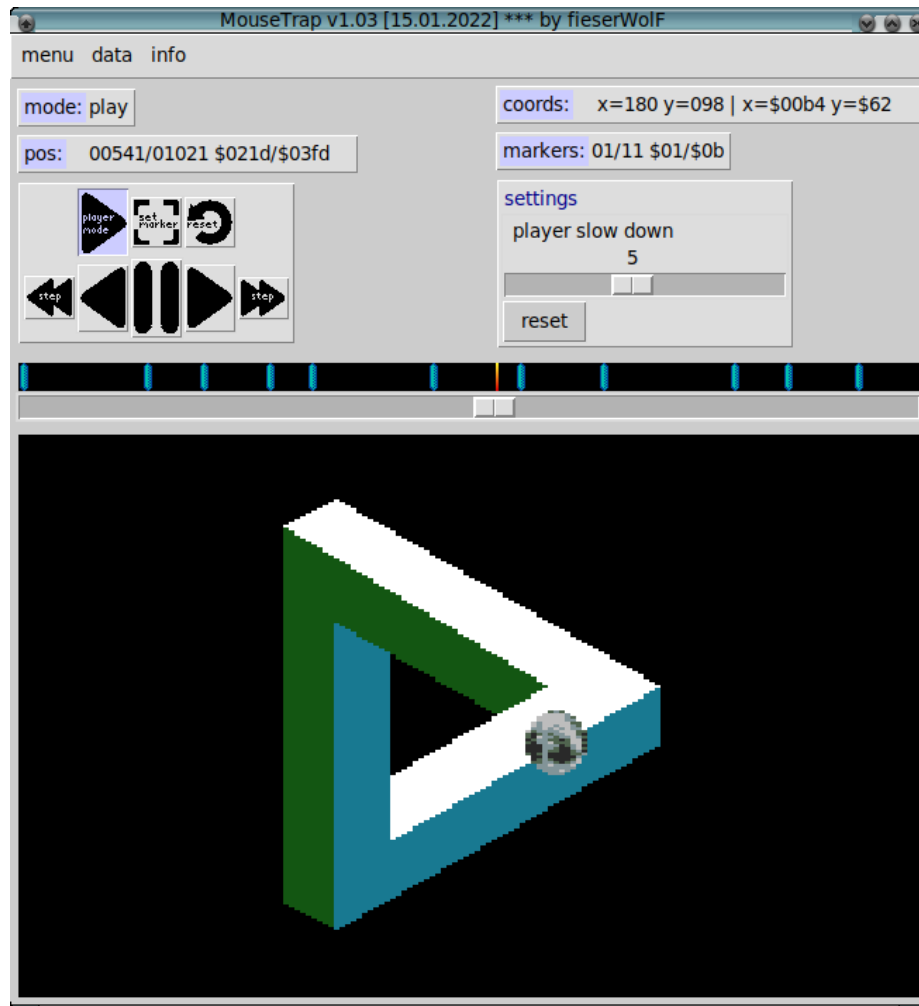 MouseTrap v1.03 [15.01.2022] *** by fieserWolF
menu data info
mode: play
coords: x=180 y=098 | x=$00b4 y=$62
pos: 00541/01021 $021d/$03fd
markers: 01/11 $01/$0b
settings
player slow down
5
player
mode
set
marker
reset
step
step
reset